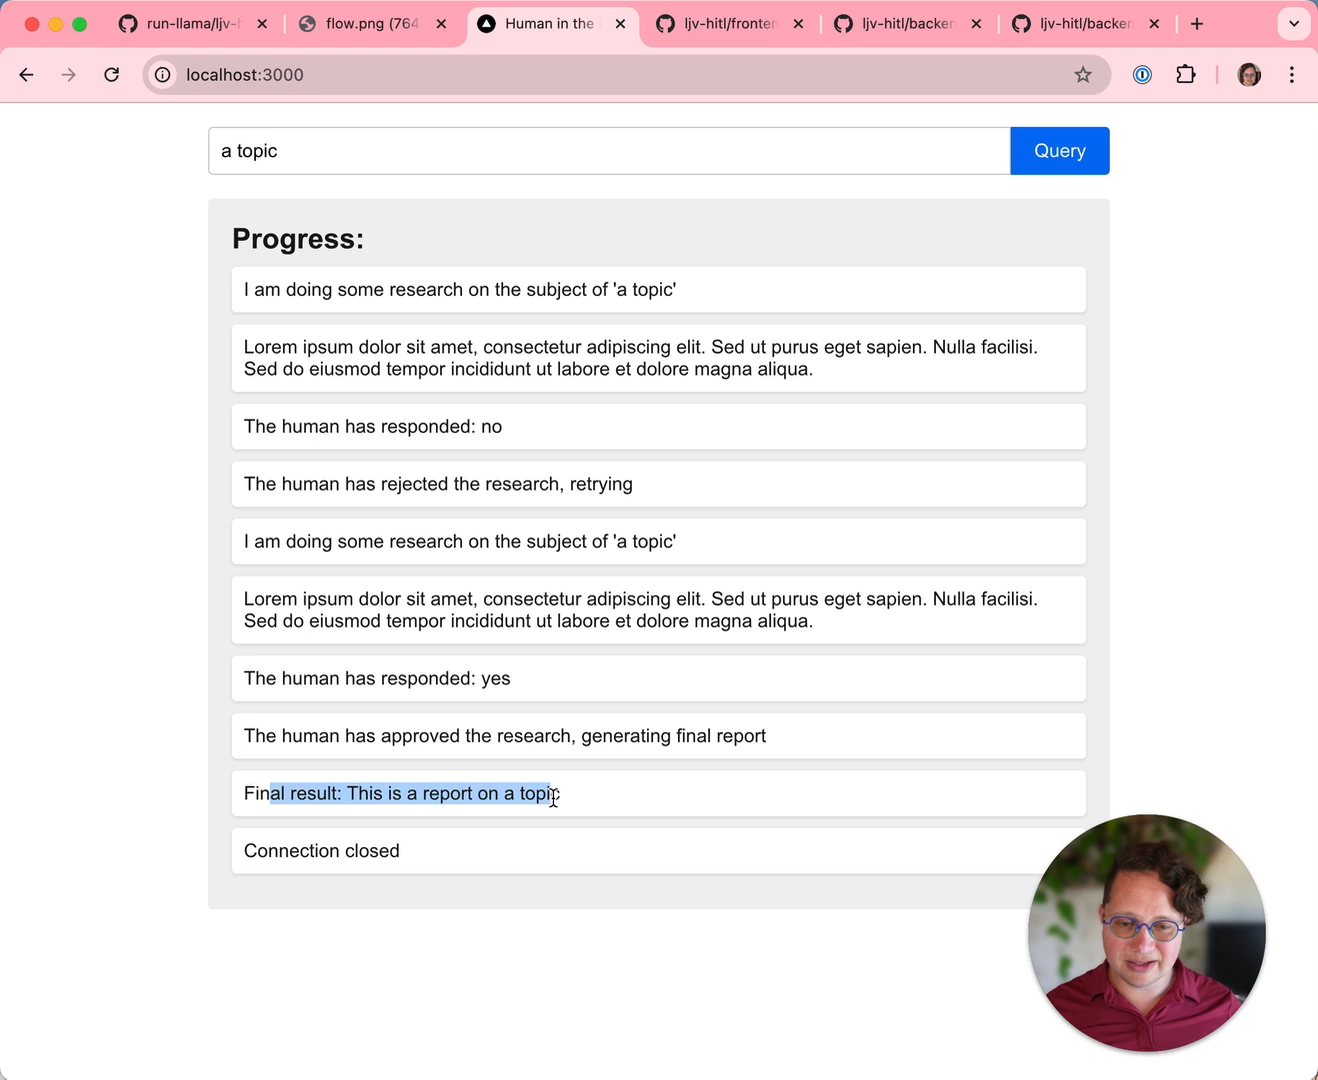 run-llama/ljv-h
flow.png (764
Human in the
ljv-hitl/fronten
ljv-hitl/backen
ljv-hitl/backen
localhost:3000
a topic
Query
Progress:
I am doing some research on the subject of 'a topic'
Lorem ipsum dolor sit amet, consectetur adipiscing elit. Sed ut purus eget sapien. Nulla facilisi.
Sed do eiusmod tempor incididunt ut labore et dolore magna aliqua.
The human has responded: no
The human has rejected the research, retrying
I am doing some research on the subject of 'a topic'
Lorem ipsum dolor sit amet, consectetur adipiscing elit. Sed ut purus eget sapien. Nulla facilisi.
Sed do eiusmod tempor incididunt ut labore et dolore magna aliqua.
The human has responded: yes
The human has approved the research, generating final report
Final result: This is a report on a topic
Connection closed